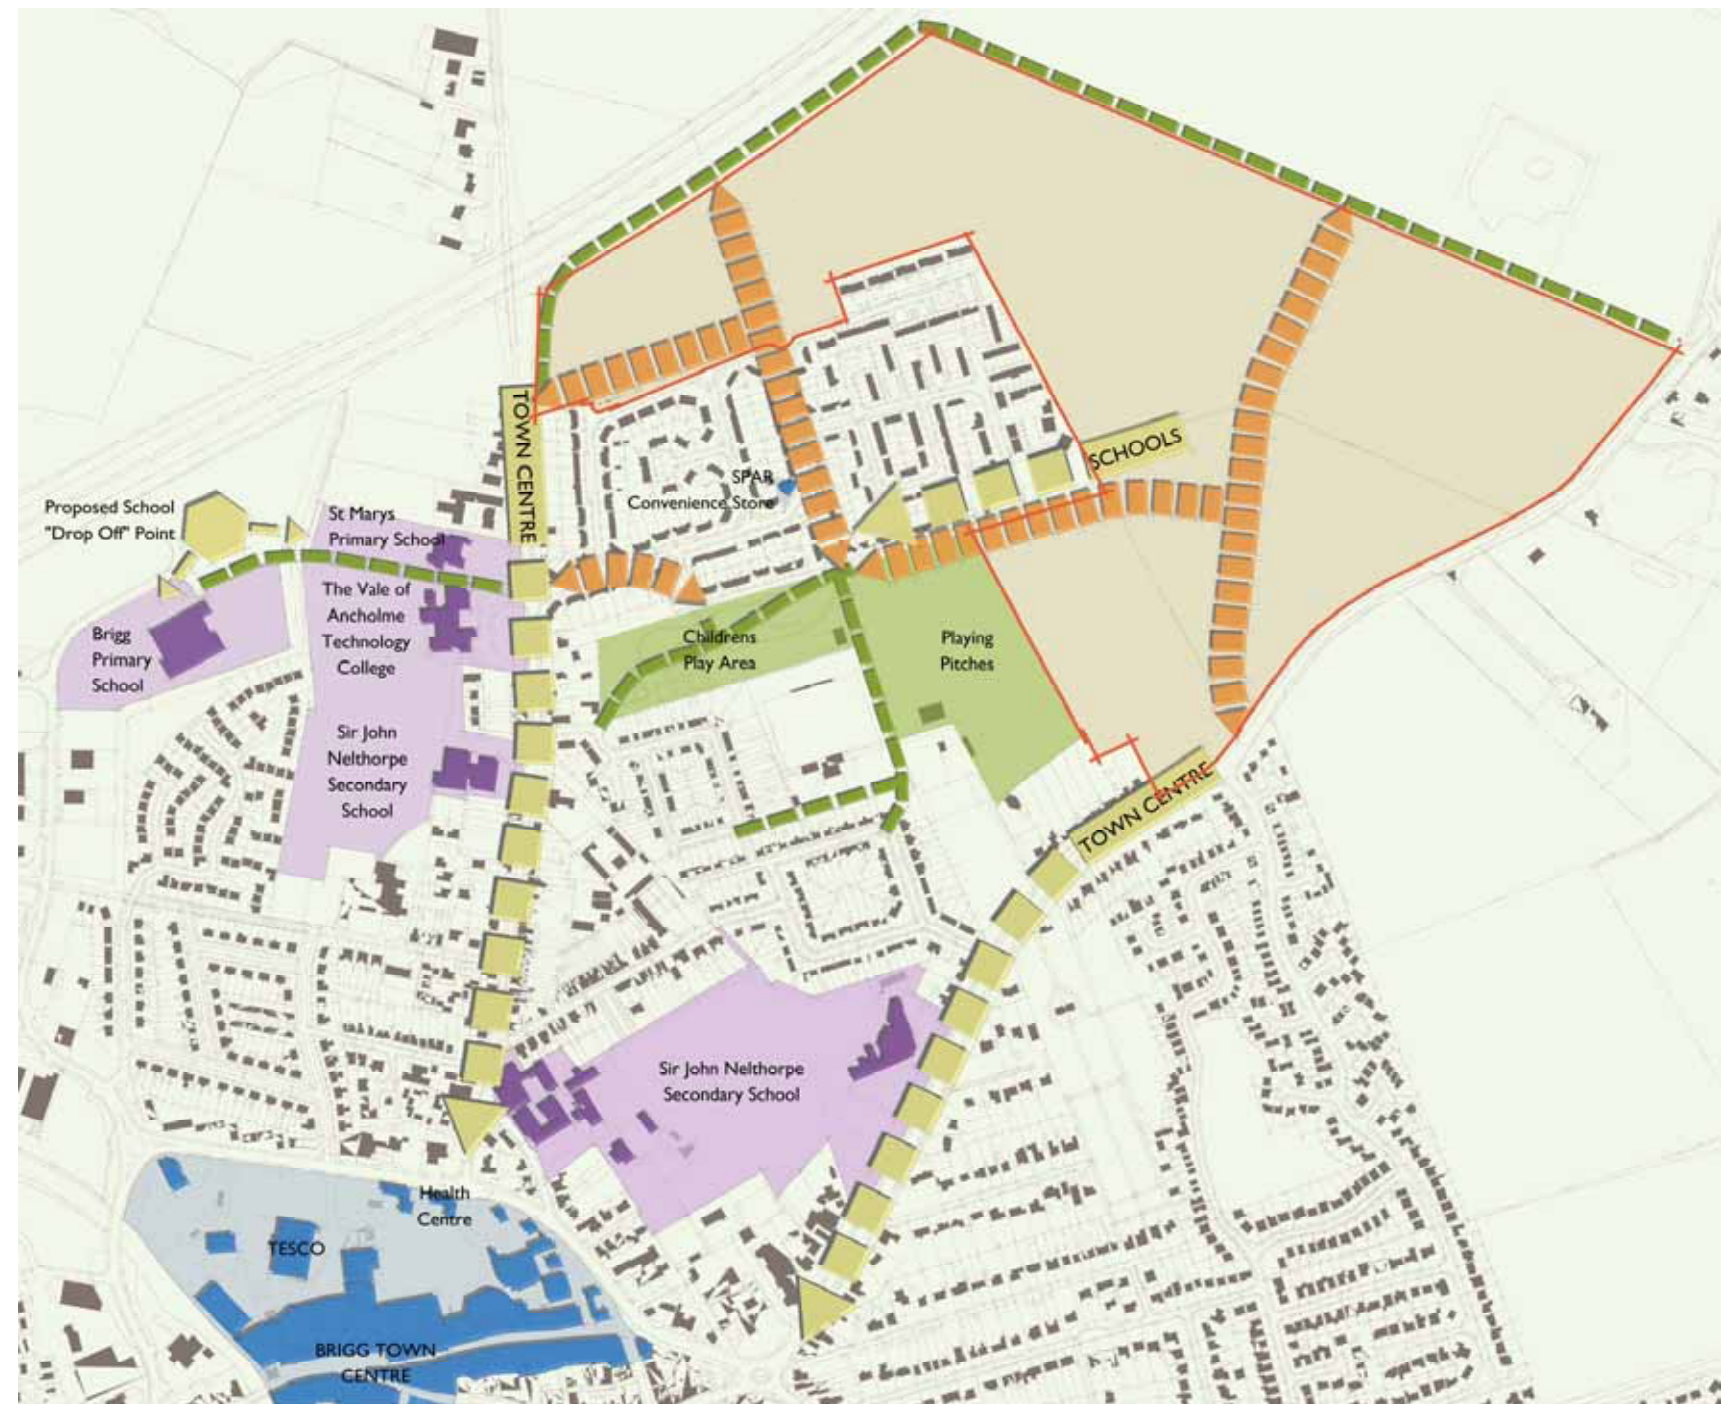 TOWN CENTRE
SCHOOLS
SPAR
Convenience Store
Proposed School
"Drop Off" Point
St Marys
Primary School
The Vale of
Ancholme
Technology
College
Brigg
Primary
School
Childrens
Play Area
Playing
Pitches
Sir John
Nelthorpe
Secondary
School
TOWN CENTRE
Sir John Nelthorpe
Secondary School
Health
Centre
TESCO
BRIGG TOWN
CENTRE